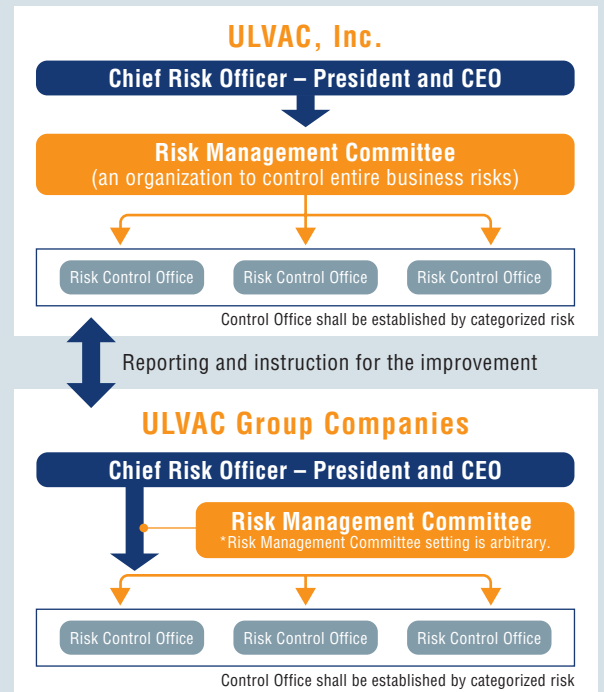 ULVAC, Inc.
Chief Risk Officer – President and CEO
Risk Management Committee
(an organization to control entire business risks)
Risk Control Office Risk Control Office Risk Control Office
Control Office shall be established by categorized risk
Reporting and instruction for the improvement
ULVAC Group Companies
Chief Risk Officer – President and CEO
Risk Management Committee
*Risk Management Committee setting is arbitrary.
Risk Control Office Risk Control Office Risk Control Office
Control Office shall be established by categorized risk